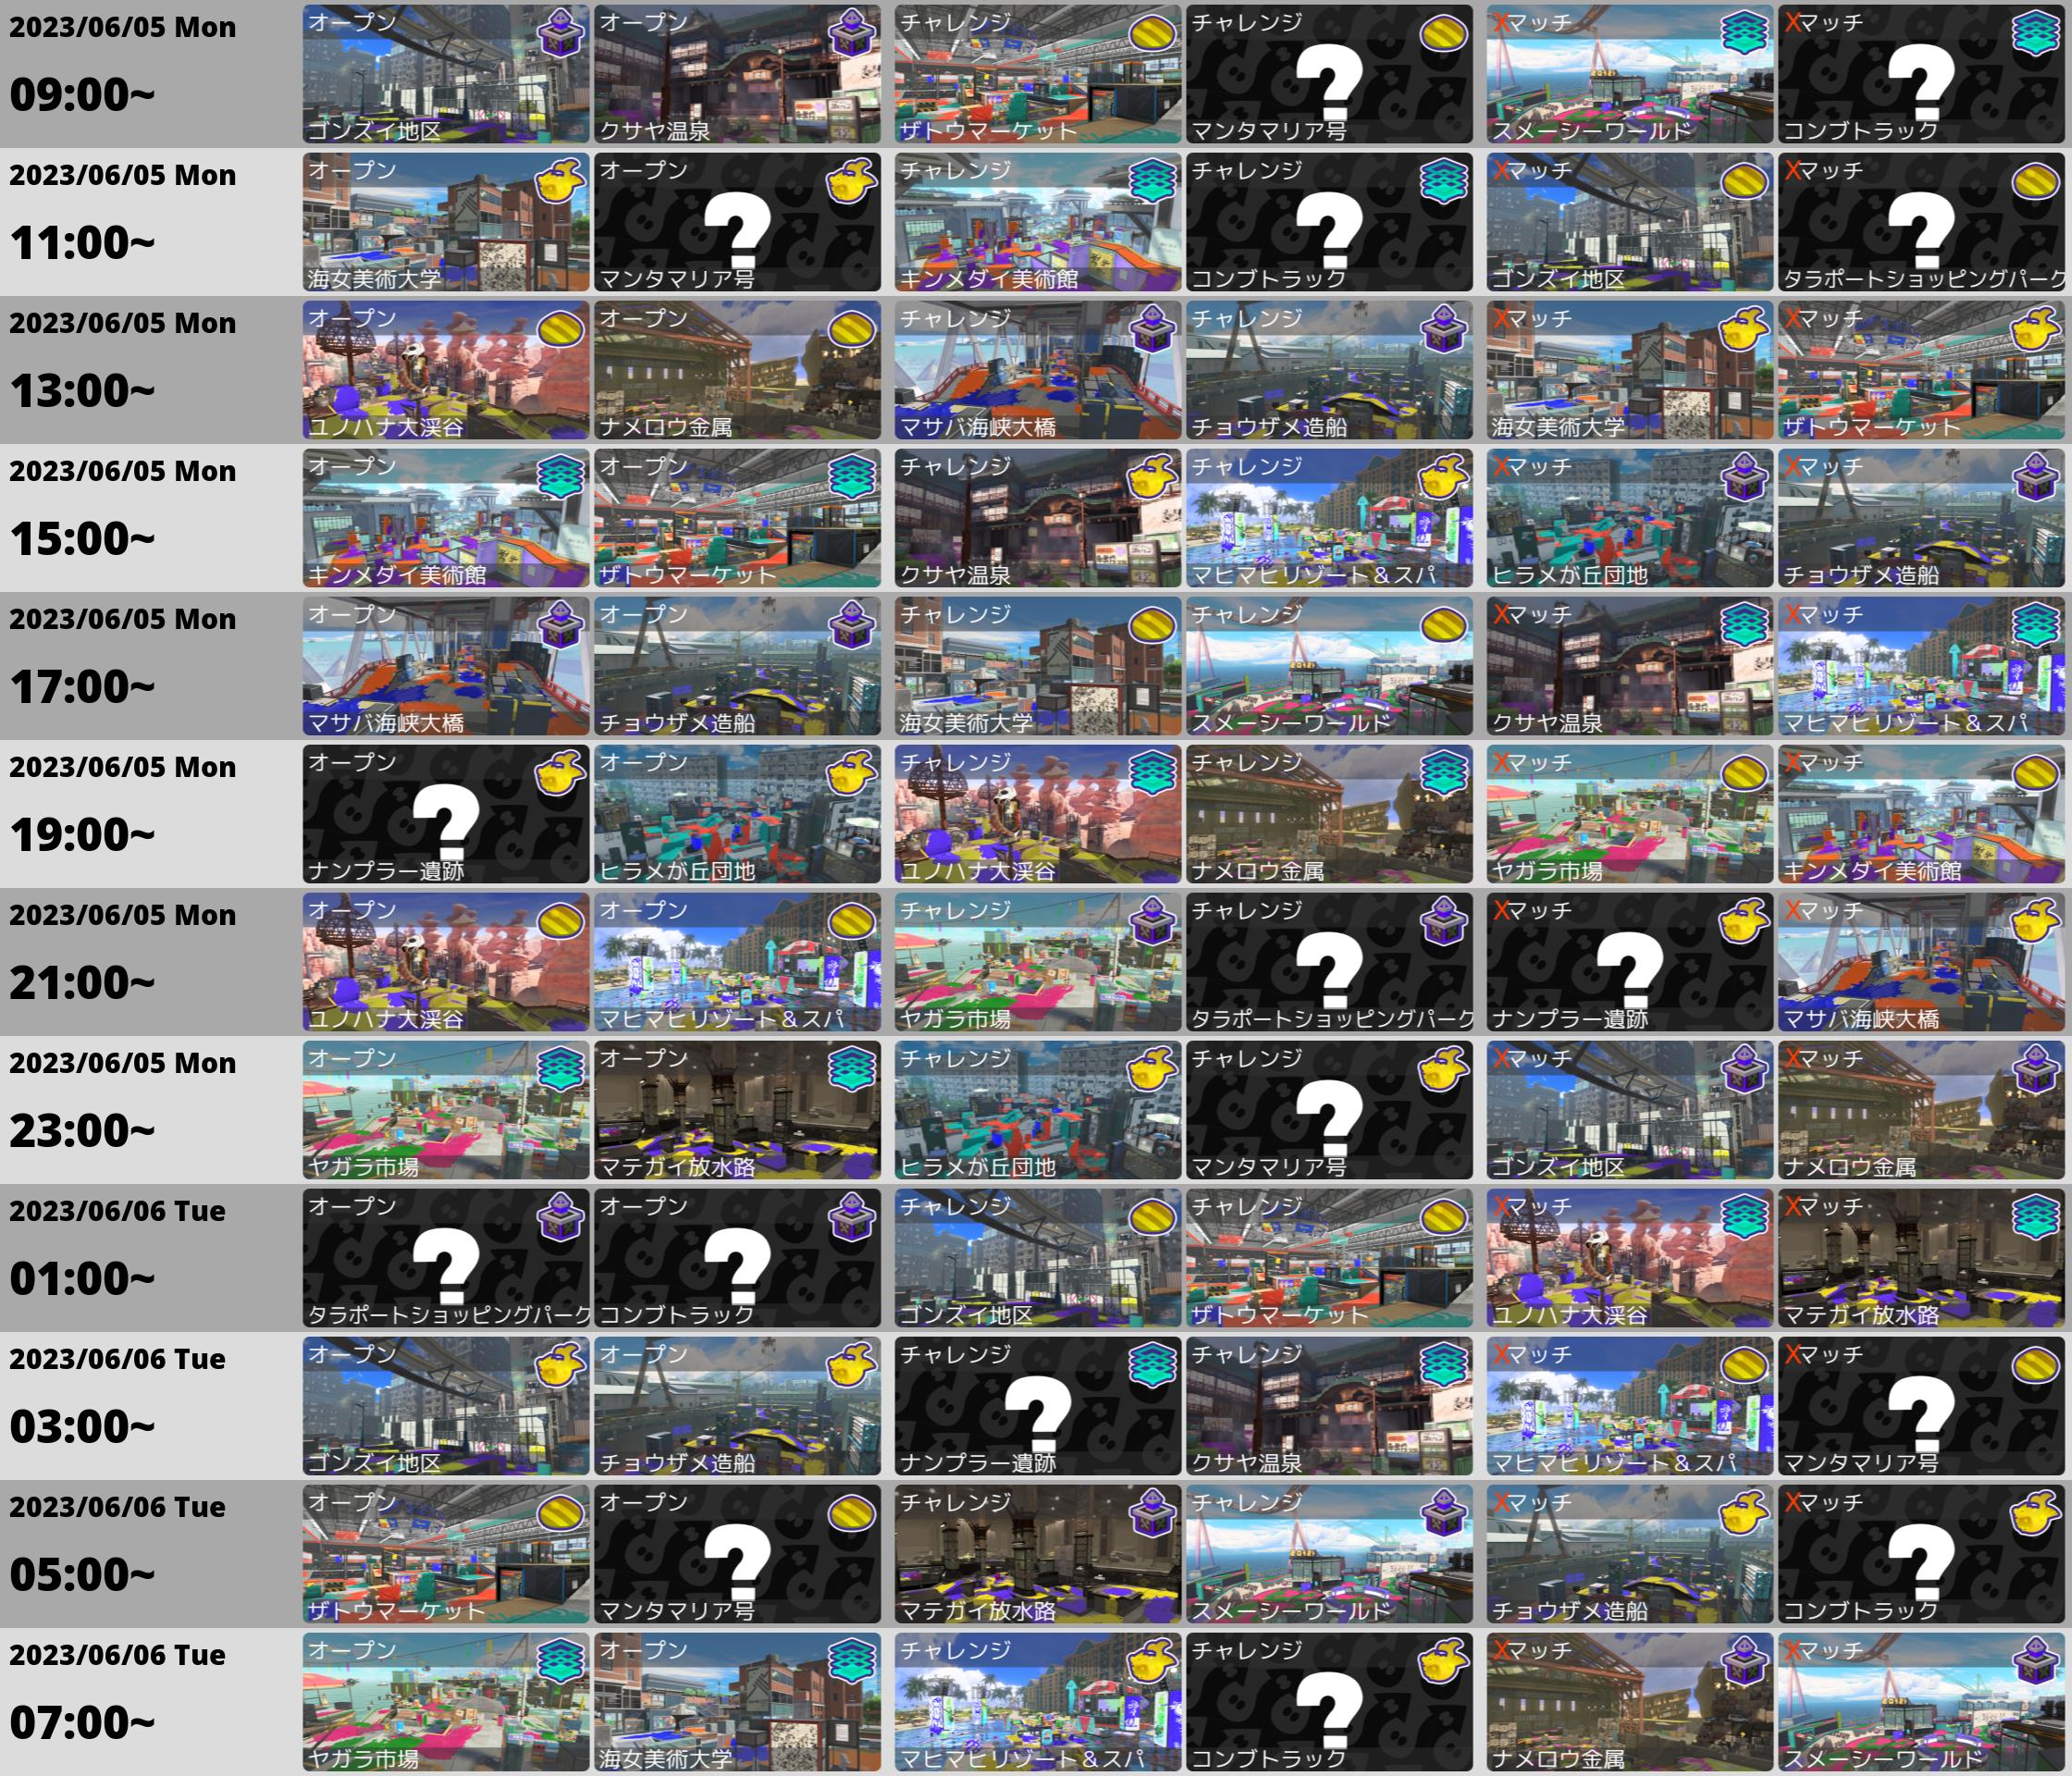 2023/06/05 Mon
09:00~
オープン
ゴンズイ地区
オープン
クサヤ温泉
チャレンジ
ザトウマーケット
チャレンジ
マンタマリア号
Xマッチ
スメーシーワールド
Xマッチ
コンブトラック
2023/06/05 Mon
11:00~
オープン
海女美術大学
オープン
マンタマリア号
チャレンジ
キンメダイ美術館
チャレンジ
コンブトラック
Xマッチ
ゴンズイ地区
Xマッチ
タラポートショッピングパーク
2023/06/05 Mon
13:00~
オープン
ユノハナ大渓谷
オープン
ナメロウ金属
チャレンジ
マサバ海峡大橋
チャレンジ
チョウザメ造船
Xマッチ
海女美術大学
Xマッチ
ザトウマーケット
2023/06/05 Mon
15:00~
オープン
キンメダイ美術館
オープン
ザトウマーケット
チャレンジ
クサヤ温泉
チャレンジ
マヒマヒリゾート＆スパ
Xマッチ
ヒラメが丘団地
Xマッチ
チョウザメ造船
2023/06/05 Mon
17:00~
オープン
マサバ海峡大橋
オープン
チョウザメ造船
チャレンジ
海女美術大学
チャレンジ
スメーシーワールド
Xマッチ
クサヤ温泉
Xマッチ
マヒマヒリゾート＆スパ
2023/06/05 Mon
19:00~
オープン
ナンプラー遺跡
オープン
ヒラメが丘団地
チャレンジ
ユノハナ大渓谷
チャレンジ
ナメロウ金属
Xマッチ
ヤガラ市場
Xマッチ
キンメダイ美術館
2023/06/05 Mon
21:00~
オープン
ユノハナ大渓谷
オープン
マヒマヒリゾート＆スパ
チャレンジ
ヤガラ市場
チャレンジ
タラポートショッピングパーク
Xマッチ
ナンプラー遺跡
Xマッチ
マサバ海峡大橋
2023/06/05 Mon
23:00~
オープン
ヤガラ市場
オープン
マテガイ放水路
チャレンジ
ヒラメが丘団地
チャレンジ
マンタマリア号
Xマッチ
ゴンズイ地区
Xマッチ
ナメロウ金属
2023/06/06 Tue
01:00~
オープン
タラポートショッピングパーク
オープン
コンブトラック
チャレンジ
ゴンズイ地区
チャレンジ
ザトウマーケット
Xマッチ
ユノハナ大渓谷
Xマッチ
マテガイ放水路
2023/06/06 Tue
03:00~
オープン
ゴンズイ地区
オープン
チョウザメ造船
チャレンジ
ナンプラー遺跡
チャレンジ
クサヤ温泉
Xマッチ
マヒマヒリゾート＆スパ
Xマッチ
マンタマリア号
2023/06/06 Tue
05:00~
オープン
ザトウマーケット
オープン
マンタマリア号
チャレンジ
マテガイ放水路
チャレンジ
スメーシーワールド
Xマッチ
チョウザメ造船
Xマッチ
コンブトラック
2023/06/06 Tue
07:00~
オープン
ヤガラ市場
オープン
海女美術大学
チャレンジ
マヒマヒリゾート＆スパ
チャレンジ
コンブトラック
Xマッチ
ナメロウ金属
Xマッチ
スメーシーワールド